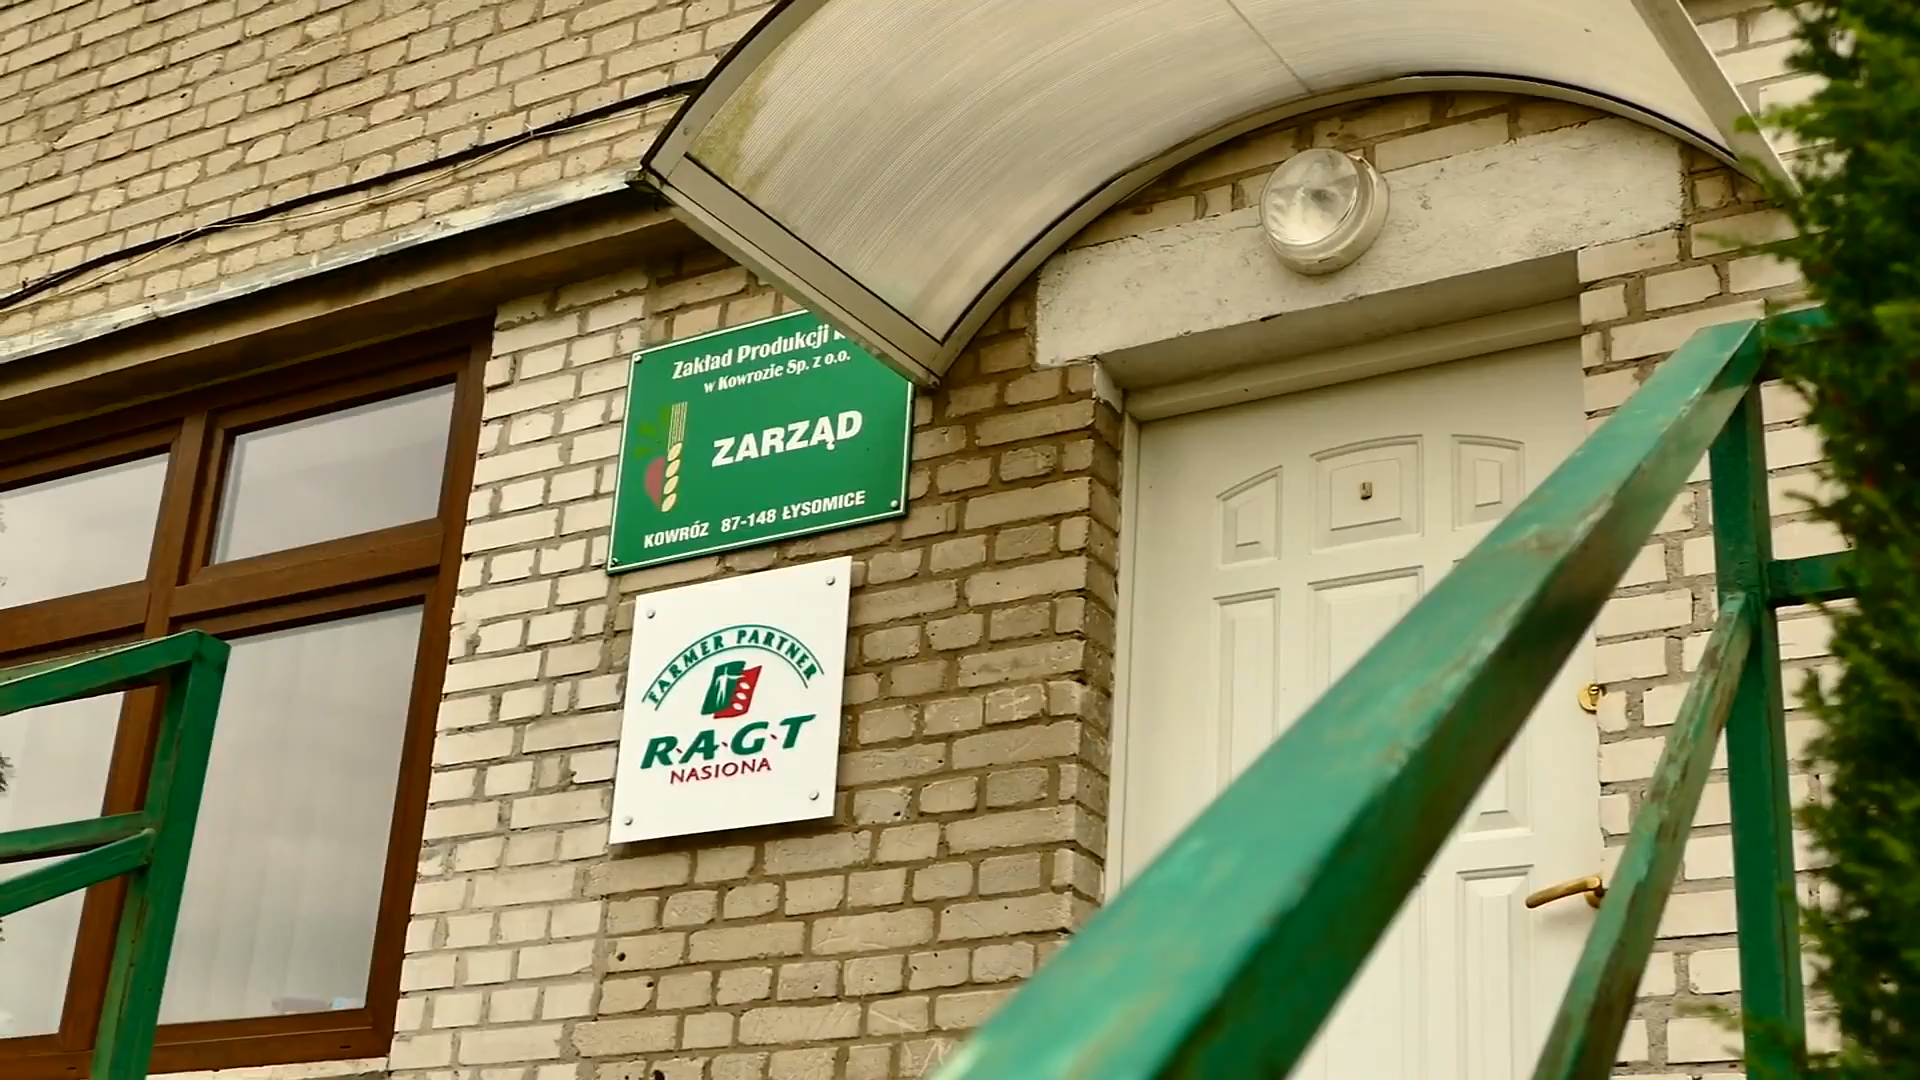 Zakład Produkcji
w Kowrozie Sp. z o.o.
ZARZĄD
KOWRÓZ 87-148 ŁYSOMICE
FARMER PARTNER
R·A·G·T
NASIONA